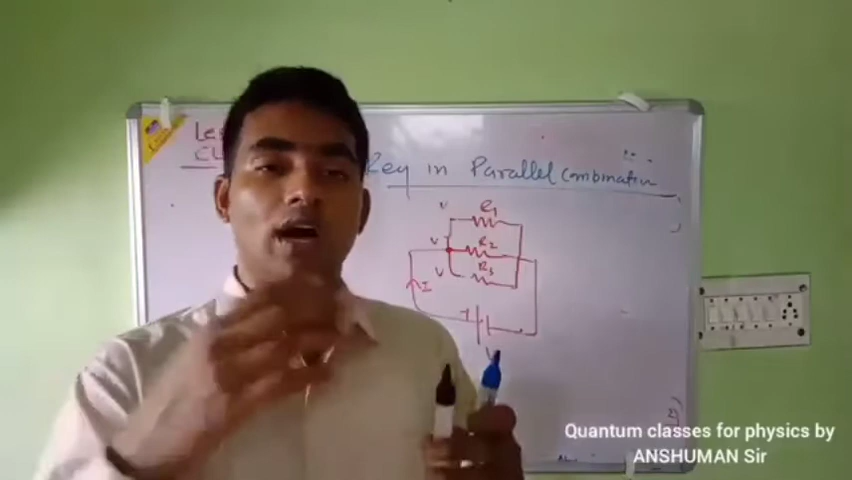 Key in Parallel Combination
V R1
V R2
V R3
I
Quantum classes for physics by
ANSHUMAN Sir